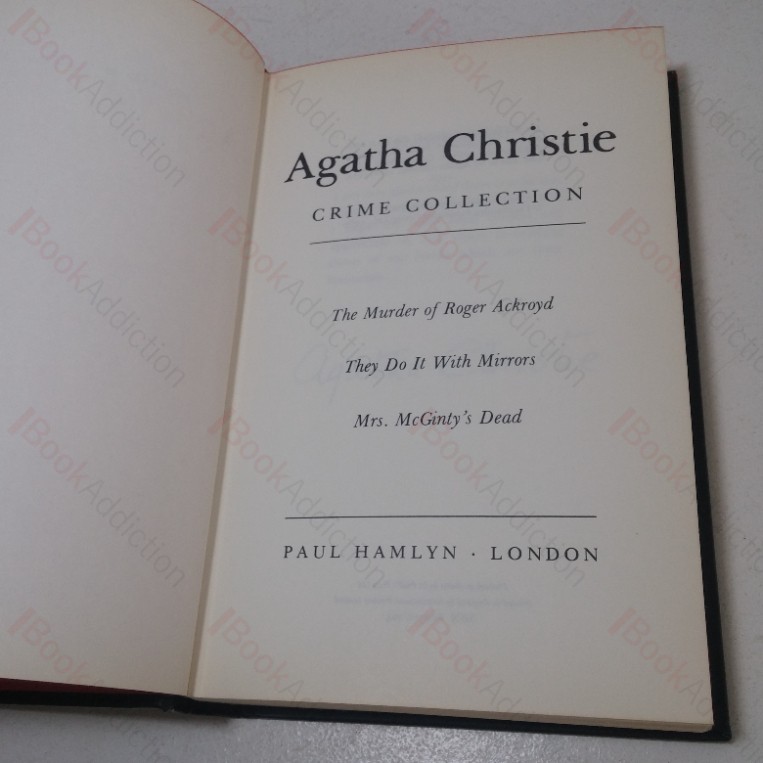 Agatha Christie
CRIME COLLECTION
The Murder of Roger Ackroyd
They Do It With Mirrors
Mrs. McGinty's Dead
PAUL HAMLYN · LONDON
BookAddiction